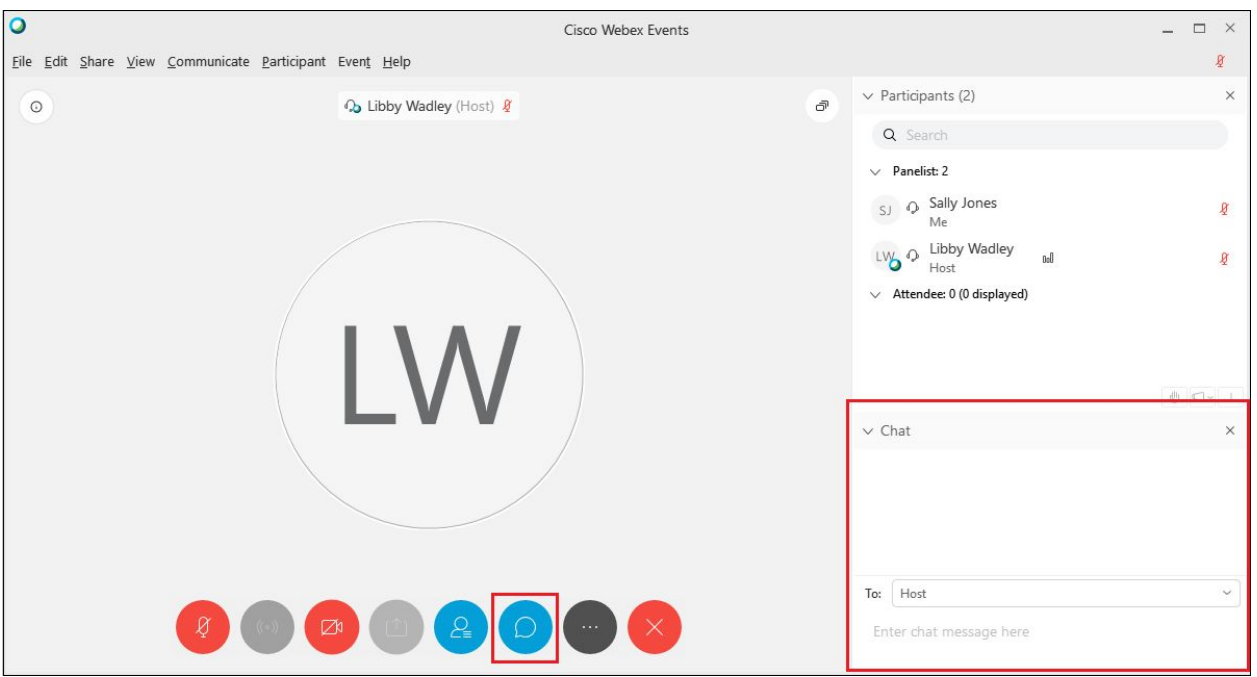 Cisco Webex Events
File Edit Share View Communicate Participant Event Help
Libby Wadley (Host)
Participants (2)
Search
Panelist: 2
SJ Sally Jones
Me
LW Libby Wadley
Host
Attendee: 0 (0 displayed)
LW
Chat
To: Host
Enter chat message here